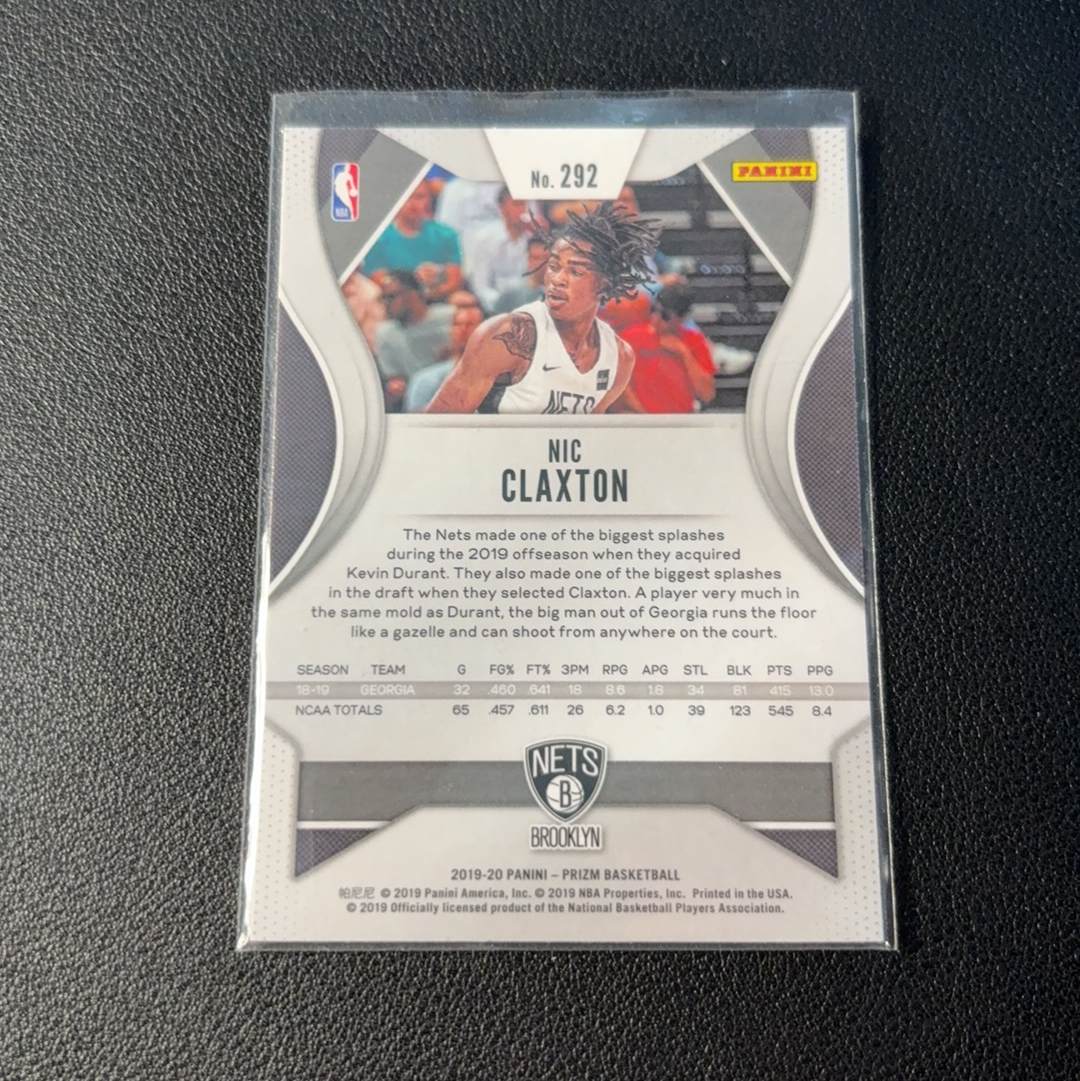 No. 292
PANINI
NBA
NETS
NIC
CLAXTON
The Nets made one of the biggest splashes
during the 2019 offseason when they acquired
Kevin Durant. They also made one of the biggest splashes
in the draft when they selected Claxton. A player very much in
the same mold as Durant, the big man out of Georgia runs the floor
like a gazelle and can shoot from anywhere on the court.
SEASON TEAM G FG% FT% 3PM RPG APG STL BLK PTS PPG
18-19 GEORGIA 32 .460 .641 18 8.6 1.8 34 81 415 13.0
NCAA TOTALS 65 .457 .611 26 6.2 1.0 39 123 545 8.4
NETS
B
BROOKLYN
2019-20 PANINI – PRIZM BASKETBALL
帕尼尼 © 2019 Panini America, Inc. © 2019 NBA Properties, Inc. Printed in the USA.
© 2019 Officially licensed product of the National Basketball Players Association.